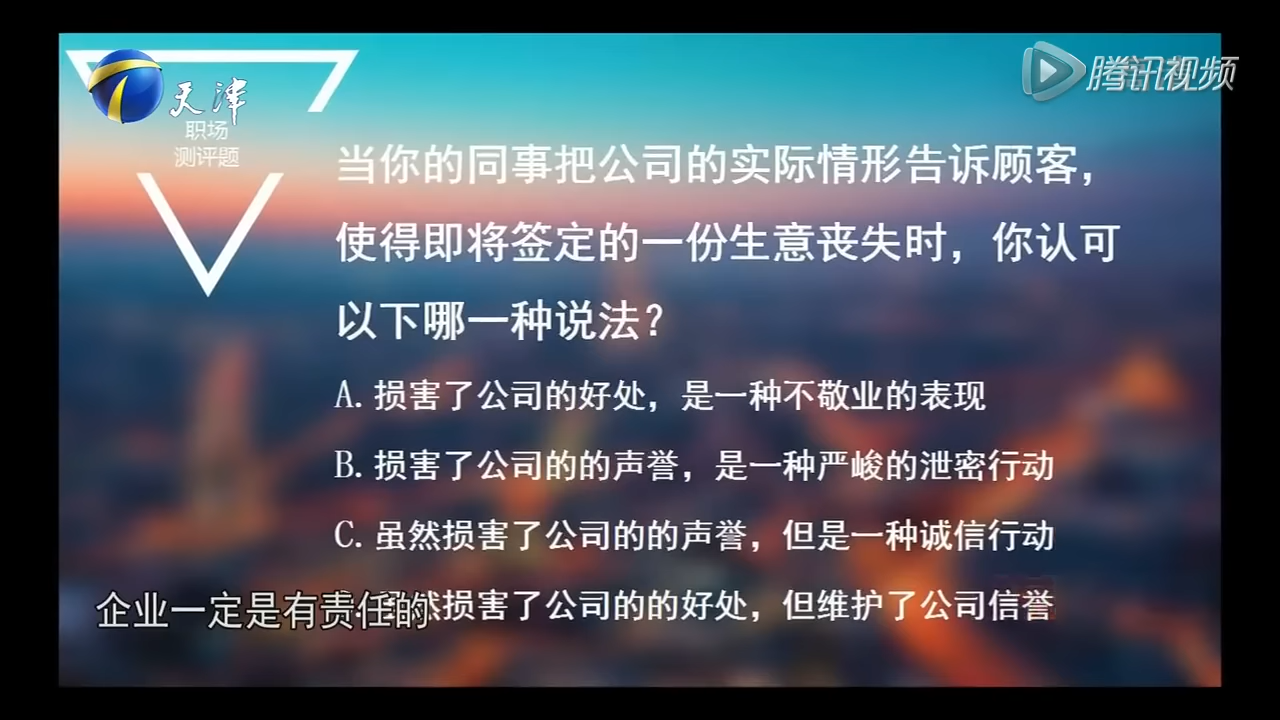 天津
腾讯视频
职场
测评题
当你的同事把公司的实际情形告诉顾客，
使得即将签定的一份生意丧失时，你认可
以下哪一种说法？
A. 损害了公司的好处，是一种不敬业的表现
B. 损害了公司的的声誉，是一种严峻的泄密行动
C. 虽然损害了公司的的声誉，但是一种诚信行动
然损害了公司的的好处，但维护了公司信誉
企业一定是有责任的